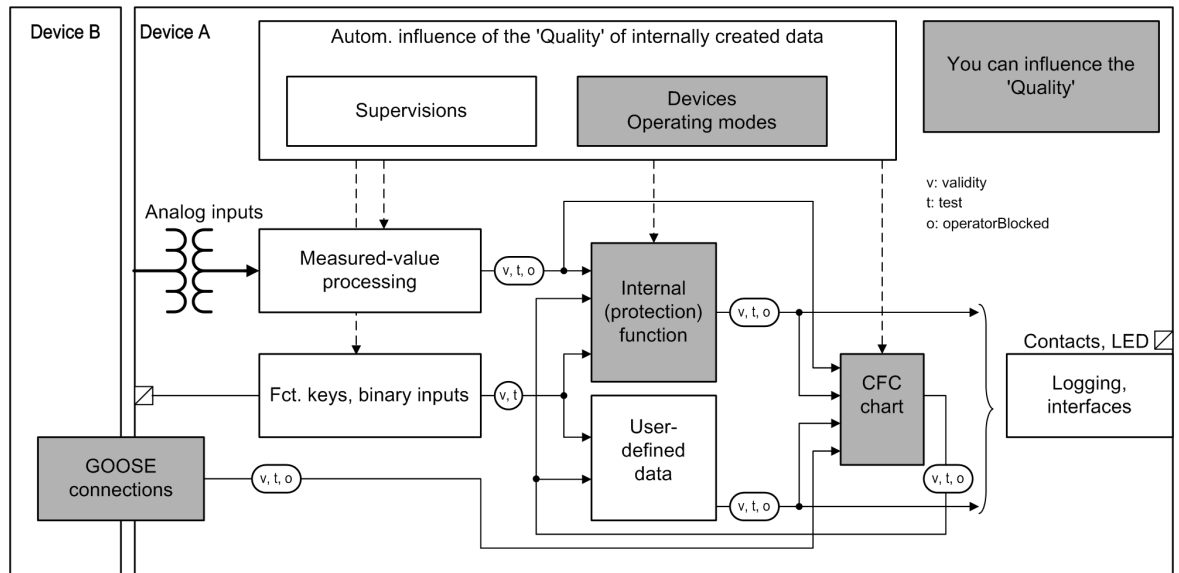 Device B
Device A
Autom. influence of the 'Quality' of internally created data
You can influence the
'Quality'
Supervisions
Devices
Operating modes
v: validity
t: test
o: operatorBlocked
Analog inputs
Measured-value
processing
v, t, o
Internal
(protection)
function
v, t, o
Contacts, LED
Fct. keys, binary inputs
v, t
CFC
chart
Logging,
interfaces
User-
defined
data
GOOSE
connections
v, t, o
v, t, o
v, t, o